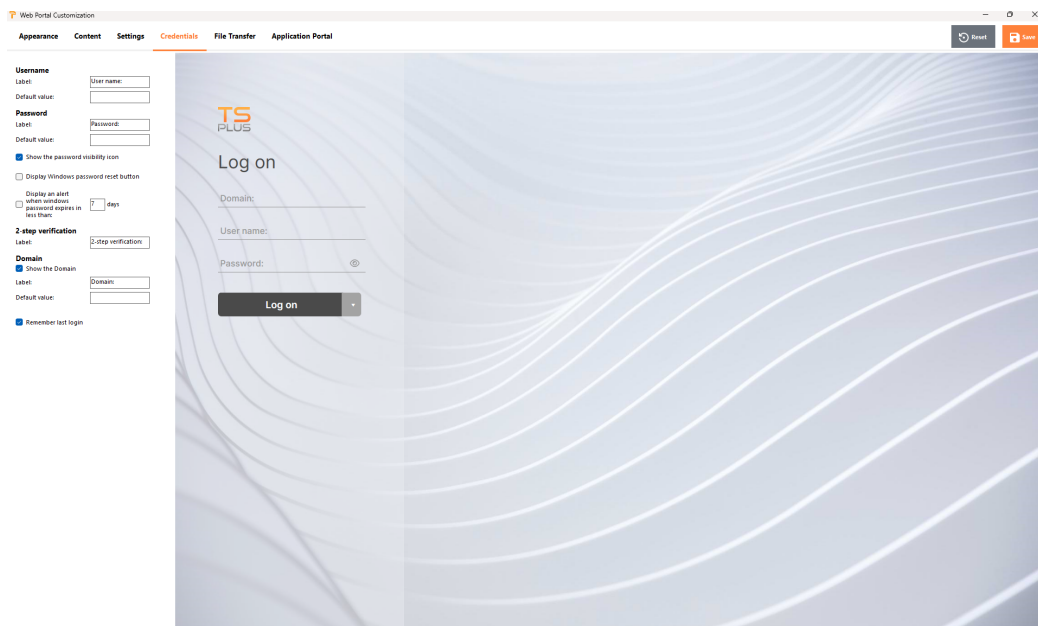 Web Portal Customization
Appearance Content Settings Credentials File Transfer Application Portal
Reset Save
Username
Label: User name:
Default value:
Password
Label: Password:
Default value:
Show the password visibility icon
Display Windows password reset button
Display an alert
when windows
password expires in
less than:
7 days
2-step verification
Label: 2-step verification:
Domain
Show the Domain
Label: Domain:
Default value:
Remember last login
TS
PLUS
Log on
Domain:
User name:
Password:
Log on